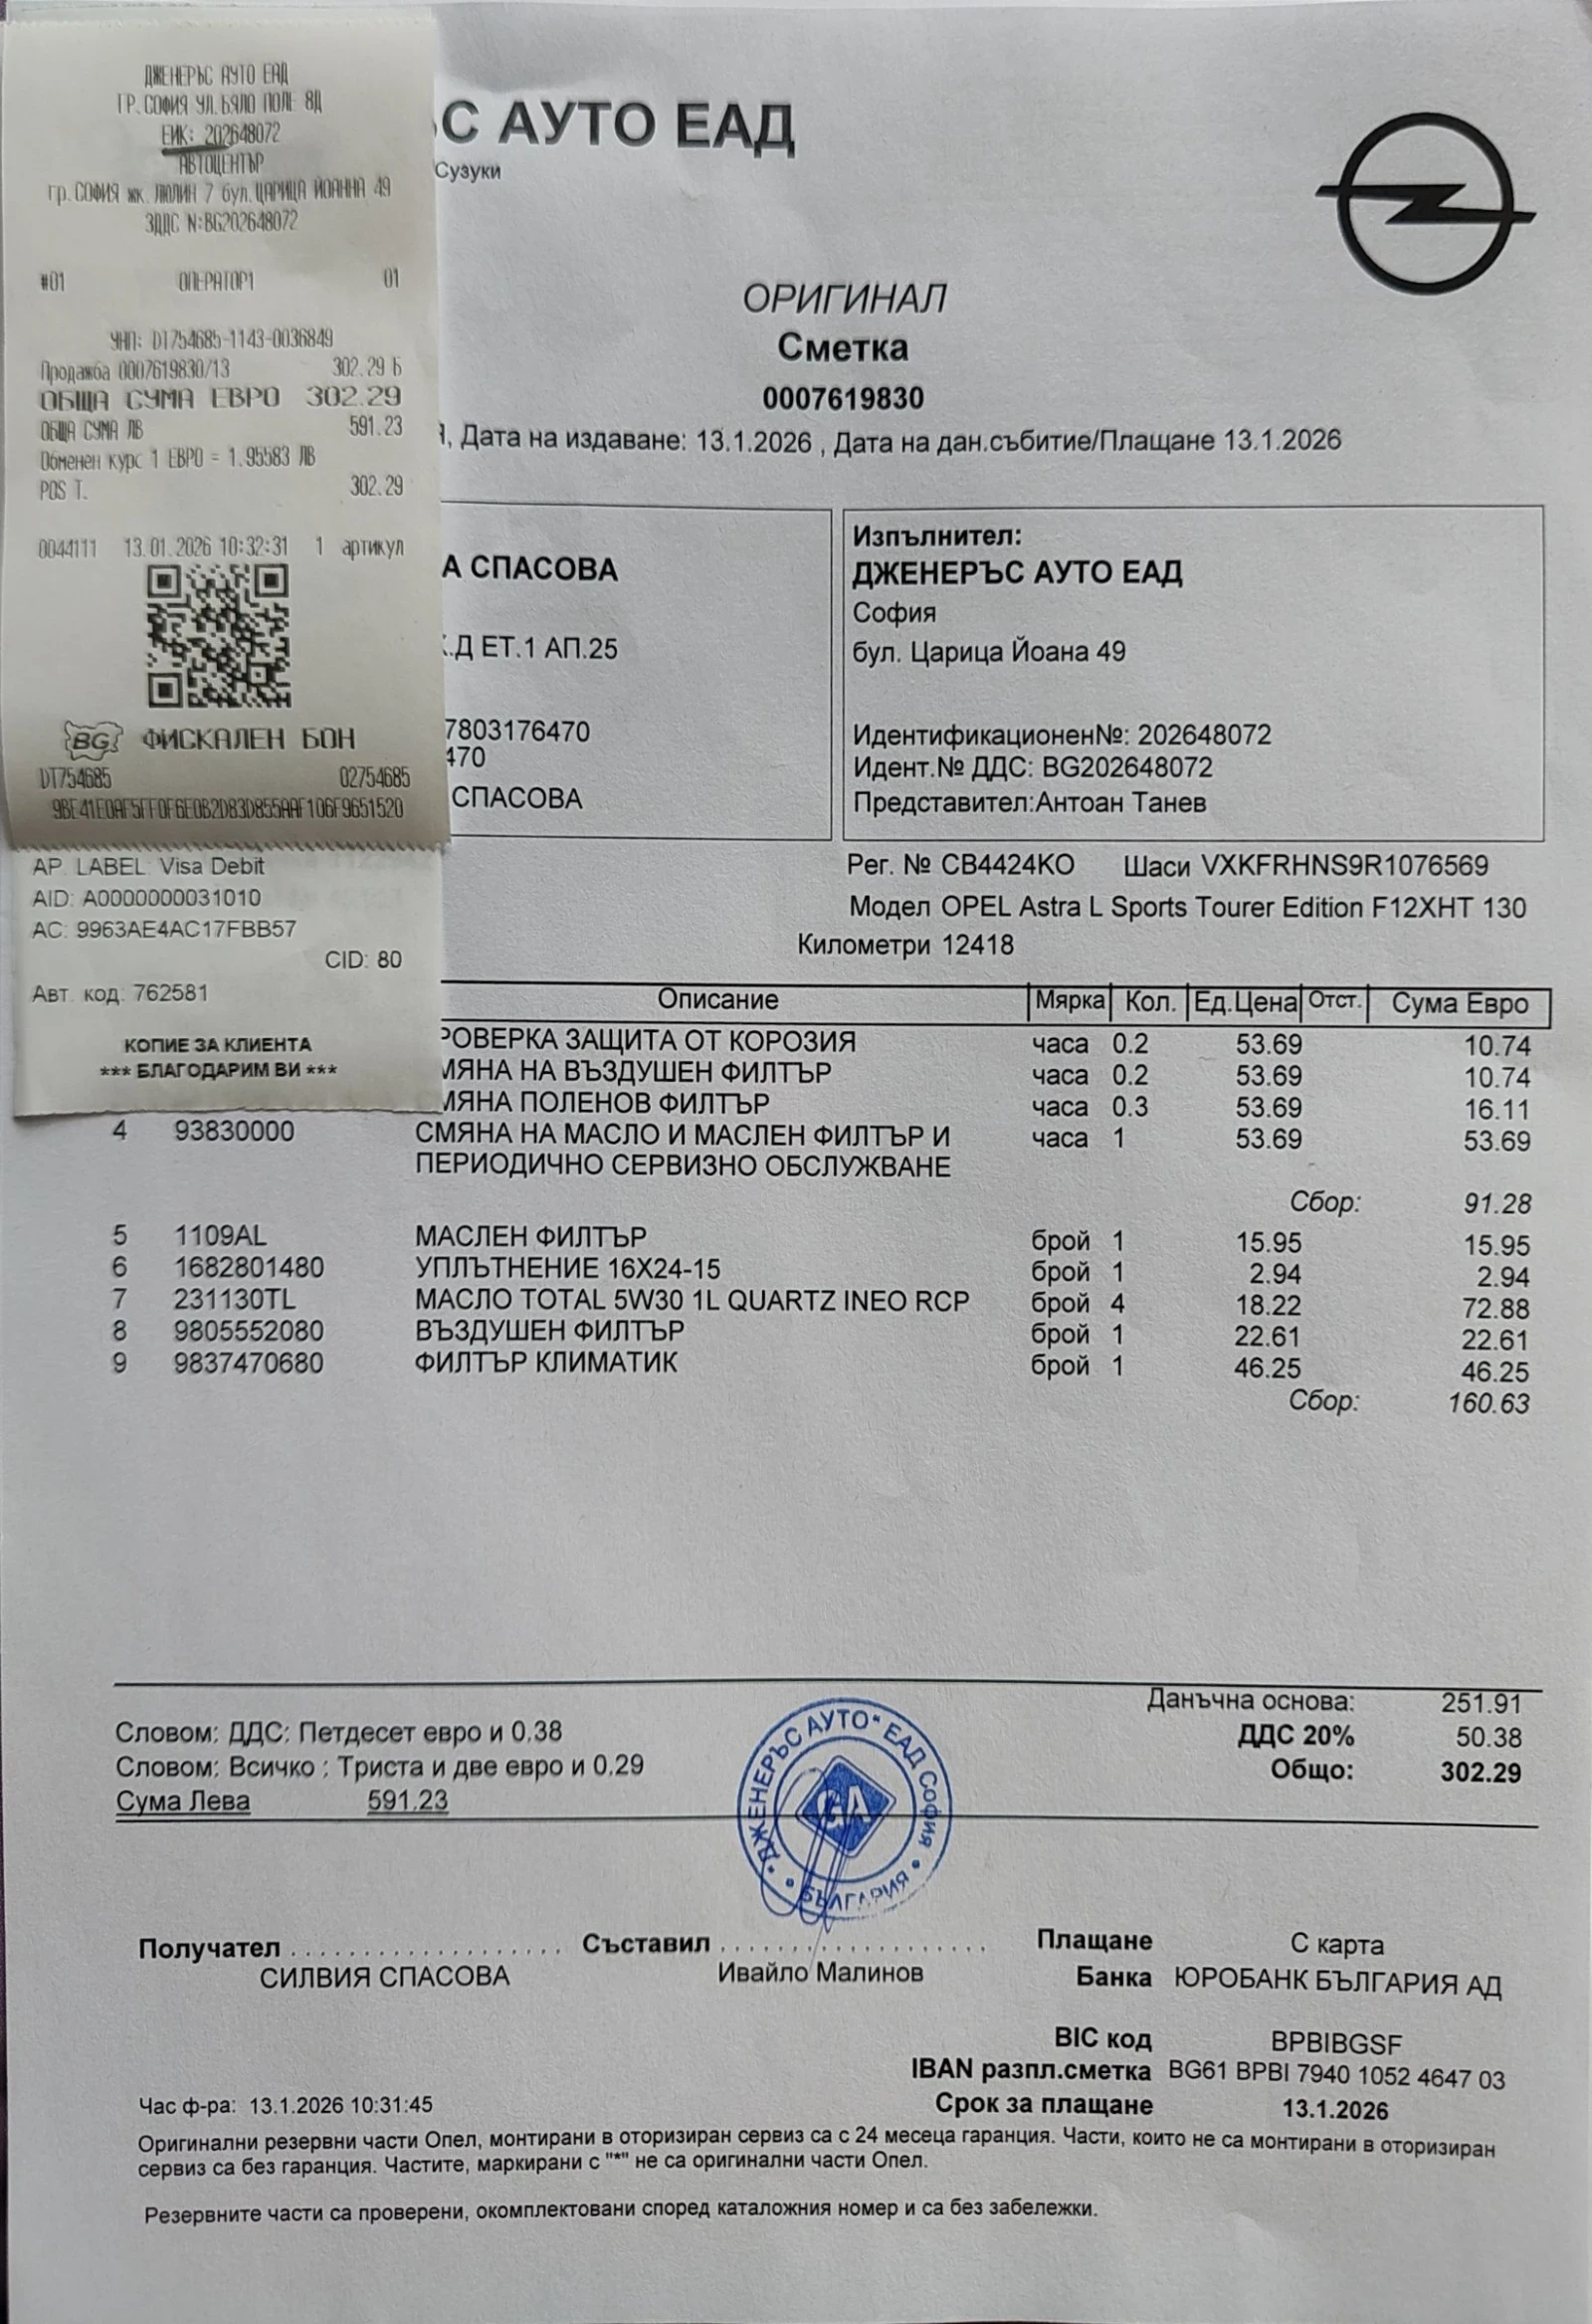 ДЖЕНЕРЪС АУТО ЕАД
ГР.СОФИЯ УЛ.БЯЛО ПОЛЕ 8Д
ЕИК: 202648072
АВТОЦЕНТЪР
гр.СОФИЯ жк. ЛЮЛИН 7 бул.ЦАРИЦА ЙОАННА 49
ЗДДС N:BG202648072
#01 ОПЕРАТОР1 01
УНП: DT754685-1143-0036849
Продажба 0007619830/13 302.29 Б
ОБЩА СУМА ЕВРО 302.29
ОБЩА СУМА ЛВ 591.23
Обменен курс 1 ЕВРО = 1.95583 ЛВ
POS Т. 302.29
0044111 13.01.2026 10:32:31 1 артикул
BG ФИСКАЛЕН БОН
DT754685 02754685
9BE41E0AF5FF0F6E0B2D83D855AAF106F9651520
AP. LABEL: Visa Debit
AID: A0000000031010
AC: 9963AE4AC17FBB57
CID: 80
Авт. код: 762581
КОПИЕ ЗА КЛИЕНТА
*** БЛАГОДАРИМ ВИ ***
ЪС АУТО ЕАД
Сузуки
ОРИГИНАЛ
Сметка
0007619830
Я, Дата на издаване: 13.1.2026 , Дата на дан.събитие/Плащане 13.1.2026
А СПАСОВА
К.Д ЕТ.1 АП.25
7803176470
470
СПАСОВА
Изпълнител:
ДЖЕНЕРЪС АУТО ЕАД
София
бул. Царица Йоана 49
Идентификационен№: 202648072
Идент.№ ДДС: BG202648072
Представител:Антоан Танев
Рег. № CB4424KO Шаси VXKFRHNS9R1076569
Модел OPEL Astra L Sports Tourer Edition F12XHT 130
Километри 12418
Описание Мярка Кол. Ед.Цена Отст. Сума Евро
РОВЕРКА ЗАЩИТА ОТ КОРОЗИЯ часа 0.2 53.69 10.74
МЯНА НА ВЪЗДУШЕН ФИЛТЪР часа 0.2 53.69 10.74
МЯНА ПОЛЕНОВ ФИЛТЪР часа 0.3 53.69 16.11
4 93830000 СМЯНА НА МАСЛО И МАСЛЕН ФИЛТЪР И часа 1 53.69 53.69
ПЕРИОДИЧНО СЕРВИЗНО ОБСЛУЖВАНЕ
Сбор: 91.28
5 1109AL МАСЛЕН ФИЛТЪР брой 1 15.95 15.95
6 1682801480 УПЛЪТНЕНИЕ 16X24-15 брой 1 2.94 2.94
7 231130TL МАСЛО TOTAL 5W30 1L QUARTZ INEO RCP брой 4 18.22 72.88
8 9805552080 ВЪЗДУШЕН ФИЛТЪР брой 1 22.61 22.61
9 9837470680 ФИЛТЪР КЛИМАТИК брой 1 46.25 46.25
Сбор: 160.63
Данъчна основа: 251.91
ДДС 20% 50.38
Общо: 302.29
Словом: ДДС: Петдесет евро и 0.38
Словом: Всичко : Триста и две евро и 0.29
Сума Лева 591.23
ДЖЕНЕРЪС АУТО" ЕАД София
GA
БЪЛГАРИЯ
Получател .................... Съставил ....................
СИЛВИЯ СПАСОВА Ивайло Малинов
Плащане С карта
Банка ЮРОБАНК БЪЛГАРИЯ АД
BIC код BPBIBGSF
IBAN разпл.сметка BG61 BPBI 7940 1052 4647 03
Срок за плащане 13.1.2026
Час ф-ра: 13.1.2026 10:31:45
Оригинални резервни части Опел, монтирани в оторизиран сервиз са с 24 месеца гаранция. Части, които не са монтирани в оторизиран
сервиз са без гаранция. Частите, маркирани с "*" не са оригинални части Опел.
Резервните части са проверени, окомплектовани според каталожния номер и са без забележки.